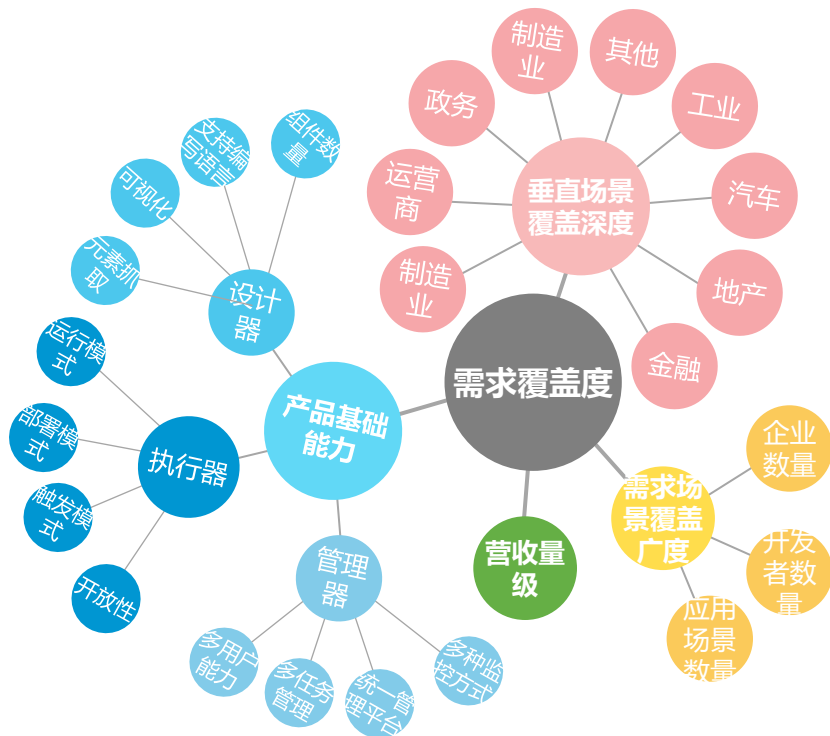 制造
业
其他
政务
工业
运营
商
汽车
制造
业
地产
金融
垂直场景
覆盖深度
组件数
量
支持编
写语言
可视化
元素抓
取
设计
器
运行模
式
部署模
式
触发模
式
开放性
执行器
产品基础
能力
需求覆盖度
管理
器
多用户
能力
多任务
管理
统一管
理平台
多种监
控方式
营收量
级
需求场
景覆盖
广度
企业
数量
开发
者数
量
应用
场景
数量